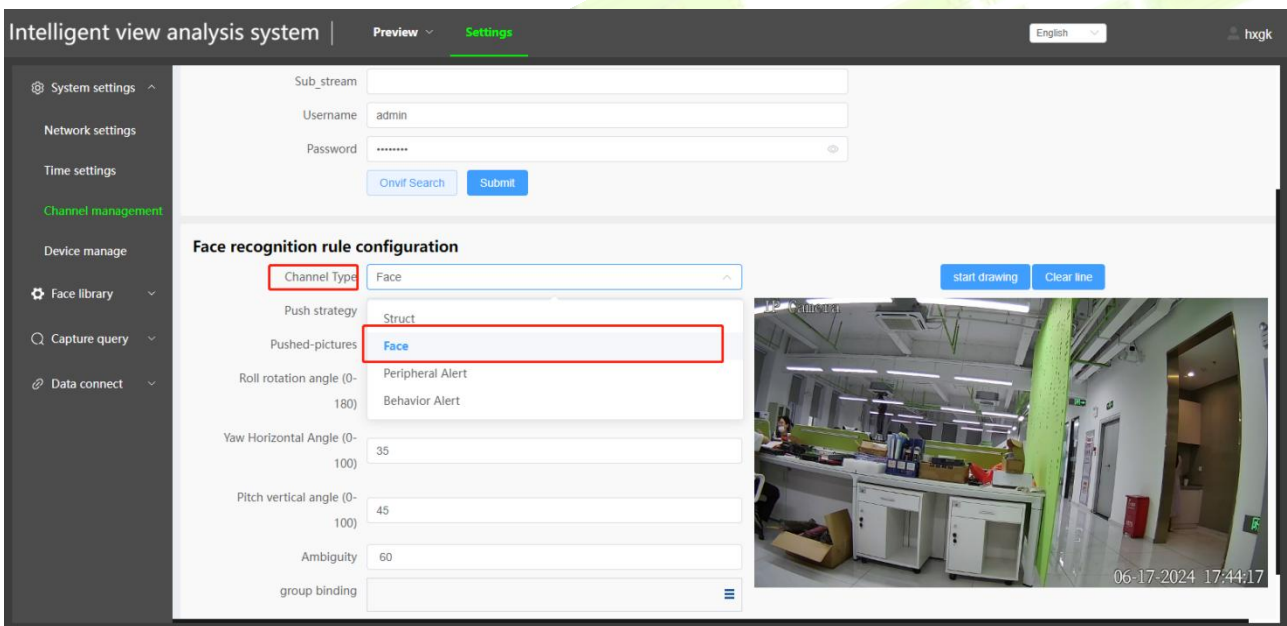 Intelligent view analysis system | Preview Settings English hxgk
System settings
Network settings
Time settings
Channel management
Device manage
Face library
Capture query
Data connect
Sub_stream
Username admin
Password ••••••••
Onvif Search Submit
Face recognition rule configuration
Channel Type Face
start drawing Clear line
Push strategy
Struct
Pushed-pictures
Face
Peripheral Alert
Behavior Alert
Roll rotation angle (0-
180)
Yaw Horizontal Angle (0-
100)
35
Pitch vertical angle (0-
100)
45
Ambiguity 60
group binding
IP Camera
06-17-2024 17:44:17